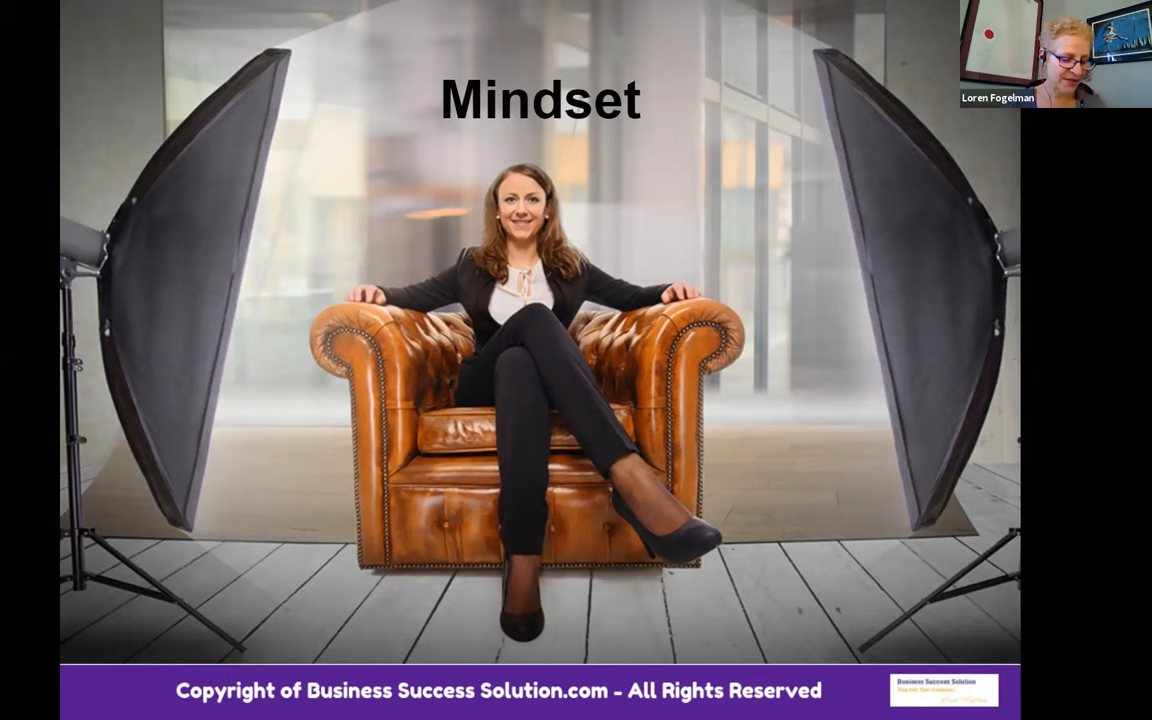 Mindset
Loren Fogelman
Copyright of Business Success Solution.com - All Rights Reserved
Business Success Solution